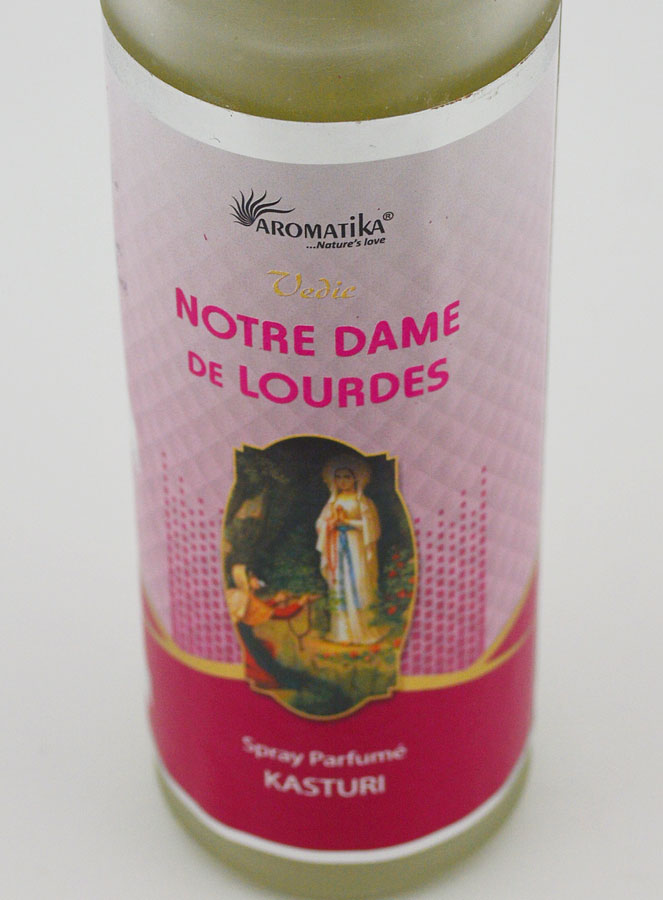 AROMATIKA®
...Nature's love
Vedic
NOTRE DAME
DE LOURDES
Spray Parfumé
KASTURI